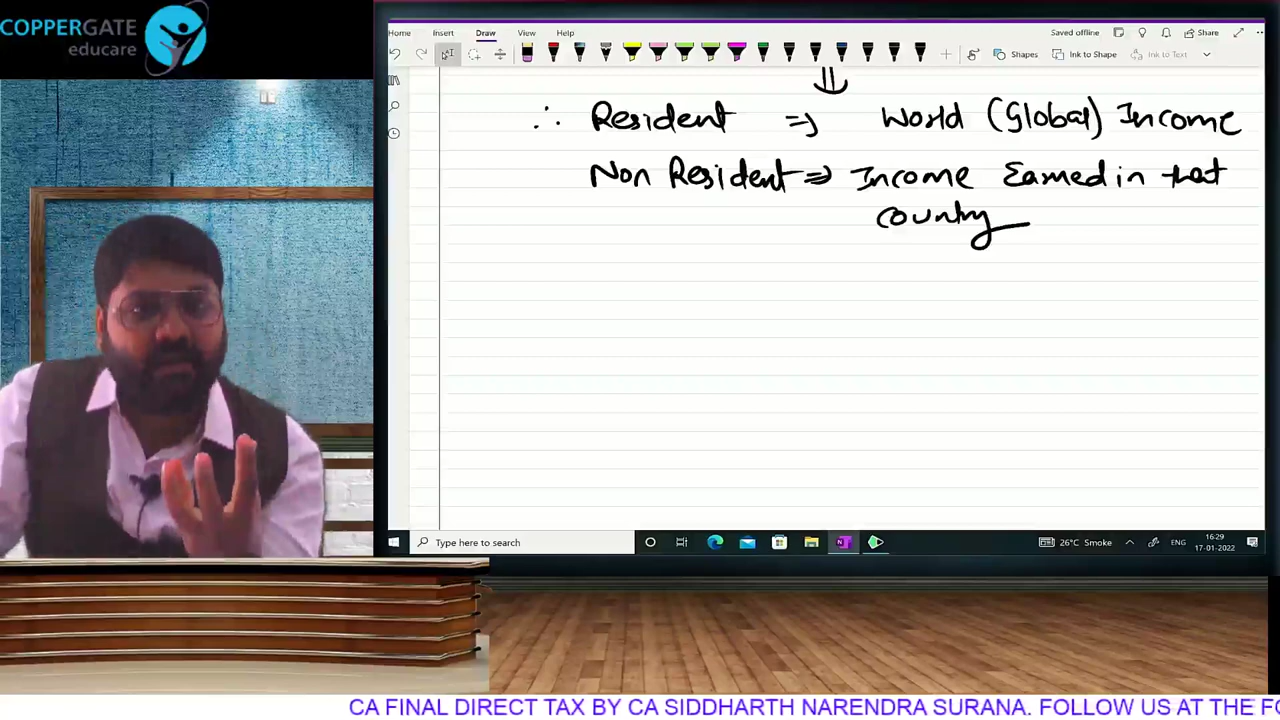 COPPERGATE
educare
Home Insert Draw View Help
Saved offline
Share
Shapes
Ink to Shape
Ink to Text
∴ Resident ⇒ World (Global) Income
Non Resident ⇒ Income Earned in that
country
Type here to search
26°C Smoke
ENG
16:29
17-01-2022
CA FINAL DIRECT TAX BY CA SIDDHARTH NARENDRA SURANA. FOLLOW US AT THE FO